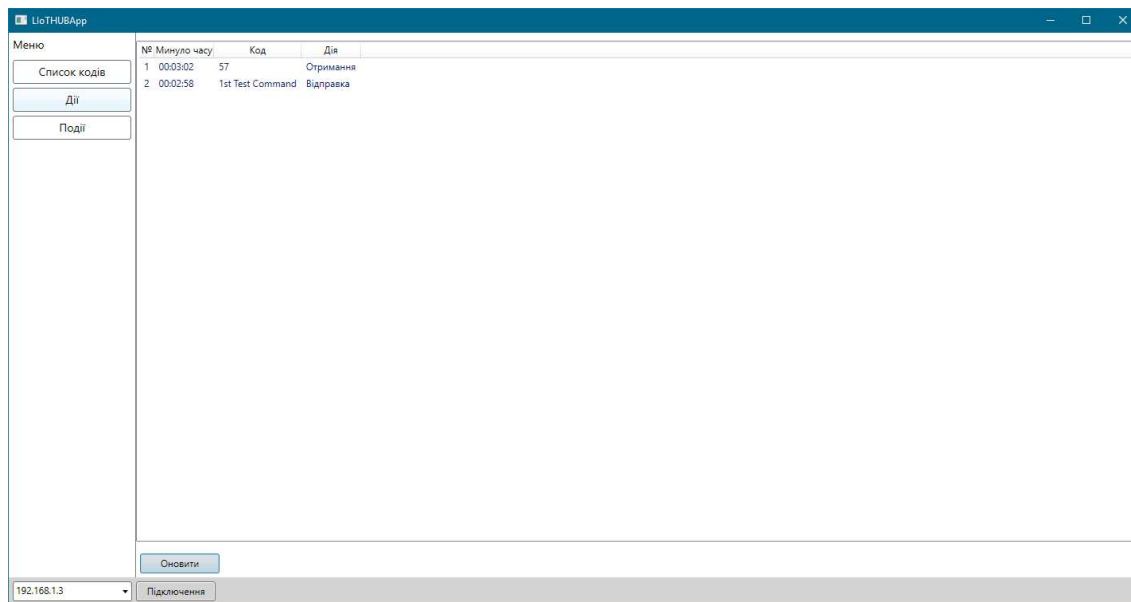 LIoTHUBApp
Меню
Список кодів
Дії
Події
№ Минуло часу Код Дія
1 00:03:02 57 Отримання
2 00:02:58 1st Test Command Відправка
Оновити
192.168.1.3 Підключення